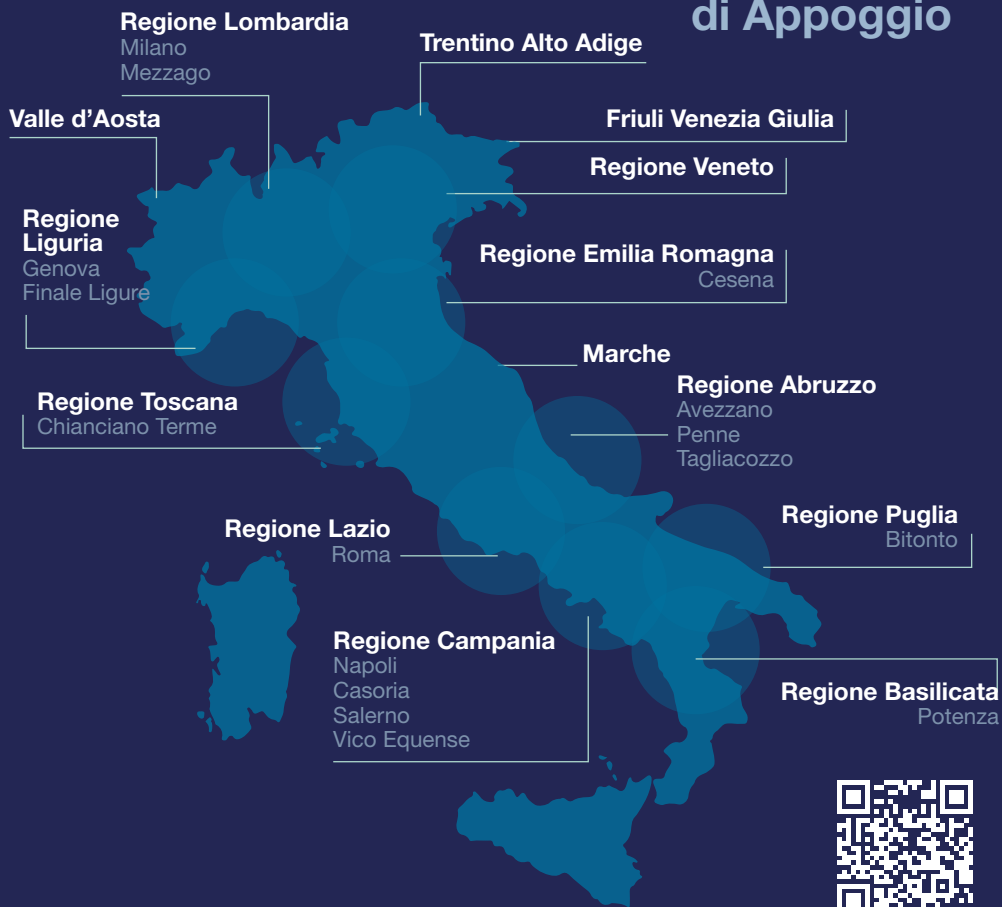 di Appoggio
Regione Lombardia
Milano
Mezzago
Trentino Alto Adige
Valle d'Aosta
Friuli Venezia Giulia
Regione Veneto
Regione
Liguria
Genova
Finale Ligure
Regione Emilia Romagna
Cesena
Marche
Regione Toscana
Chianciano Terme
Regione Abruzzo
Avezzano
Penne
Tagliacozzo
Regione Lazio
Roma
Regione Puglia
Bitonto
Regione Campania
Napoli
Casoria
Salerno
Vico Equense
Regione Basilicata
Potenza